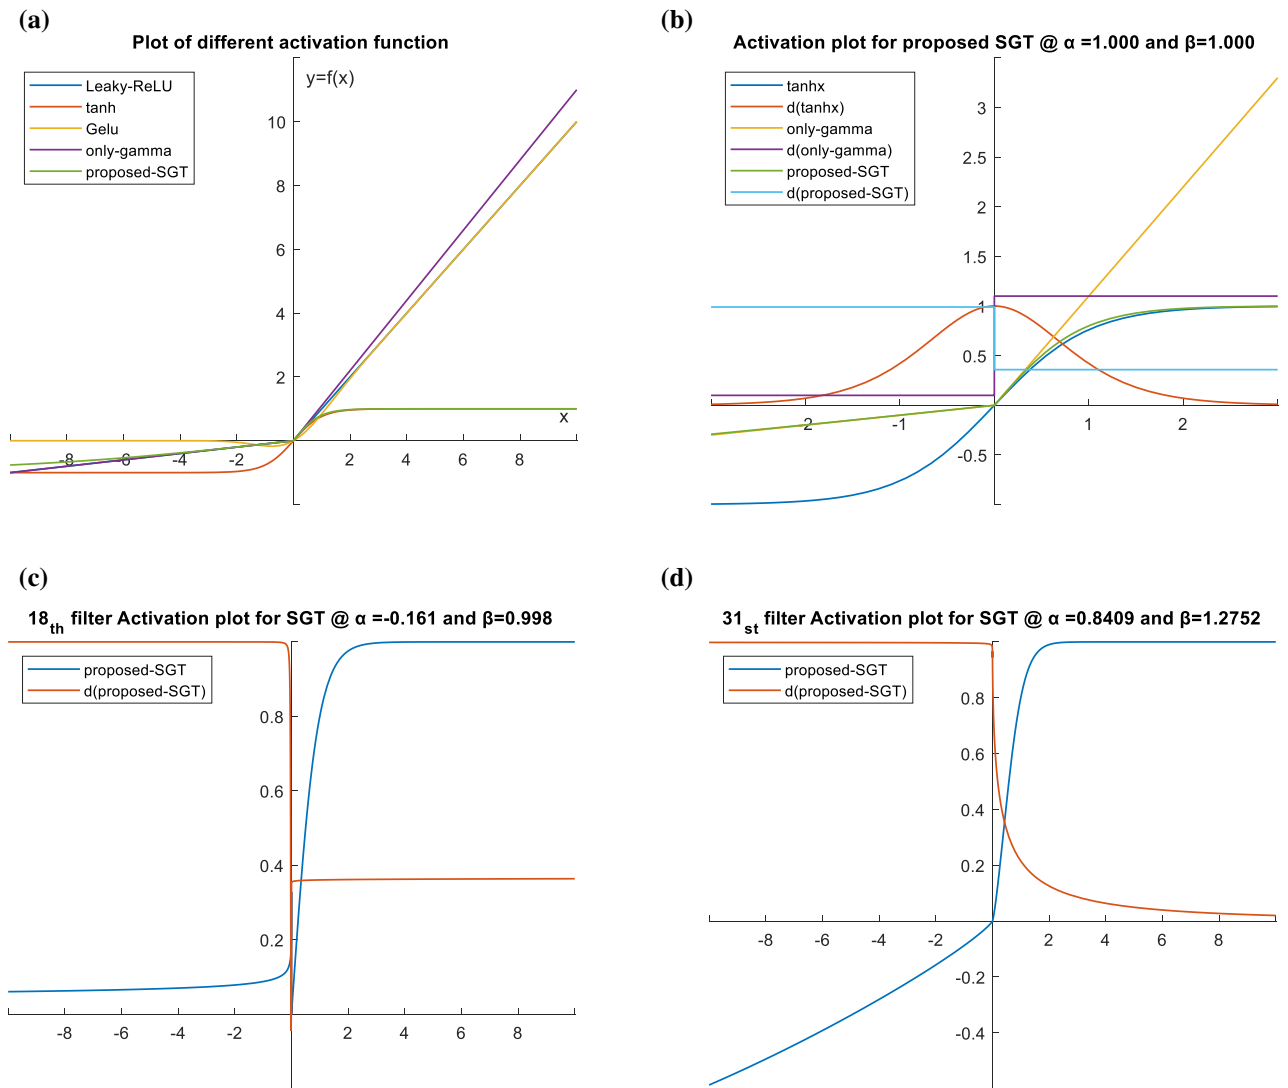 (a)
Plot of different activation function
Leaky-ReLU
tanh
Gelu
only-gamma
proposed-SGT
y=f(x)
10
8
6
4
2
x
-8
-6
-4
-2
2
4
6
8
(b)
Activation plot for proposed SGT @ α =1.000 and β=1.000
tanhx
d(tanhx)
only-gamma
d(only-gamma)
proposed-SGT
d(proposed-SGT)
3
2.5
2
1.5
1
0.5
-2
-1
1
2
-0.5
(c)
18th filter Activation plot for SGT @ α =-0.161 and β=0.998
proposed-SGT
d(proposed-SGT)
0.8
0.6
0.4
0.2
-8
-6
-4
-2
2
4
6
8
(d)
31st filter Activation plot for SGT @ α =0.8409 and β=1.2752
proposed-SGT
d(proposed-SGT)
0.8
0.6
0.4
0.2
-8
-6
-4
-2
2
4
6
8
-0.2
-0.4